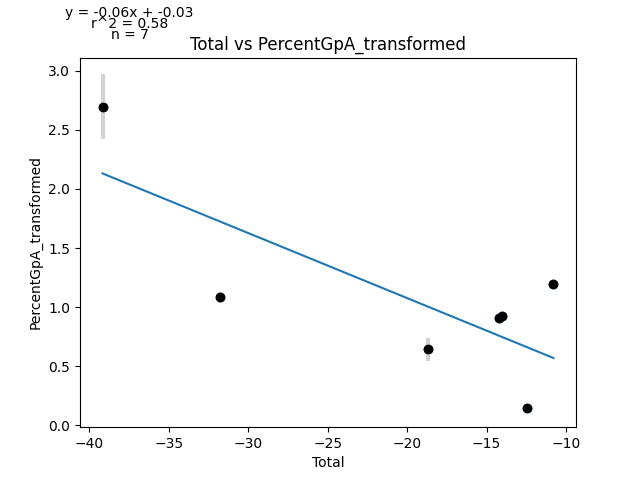 y = -0.06x + -0.03
r^2 = 0.58
n = 7
Total vs PercentGpA_transformed
3.0
2.5
2.0
1.5
1.0
0.5
0.0
PercentGpA_transformed
−40 −35 −30 −25 −20 −15 −10
Total